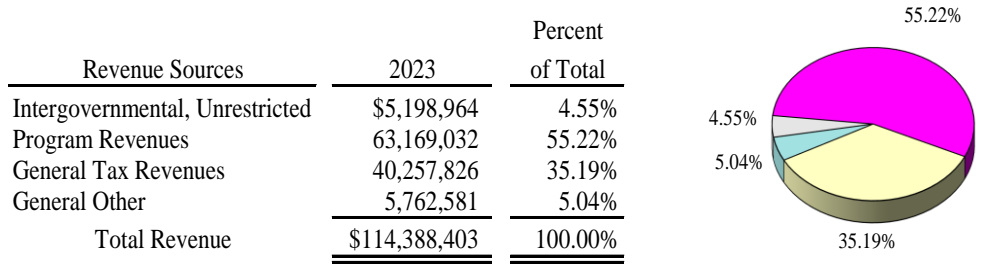 Percent
Revenue Sources 2023 of Total
Intergovernmental, Unrestricted $5,198,964 4.55%
Program Revenues 63,169,032 55.22%
General Tax Revenues 40,257,826 35.19%
General Other 5,762,581 5.04%
Total Revenue $114,388,403 100.00%
55.22%
4.55%
5.04%
35.19%